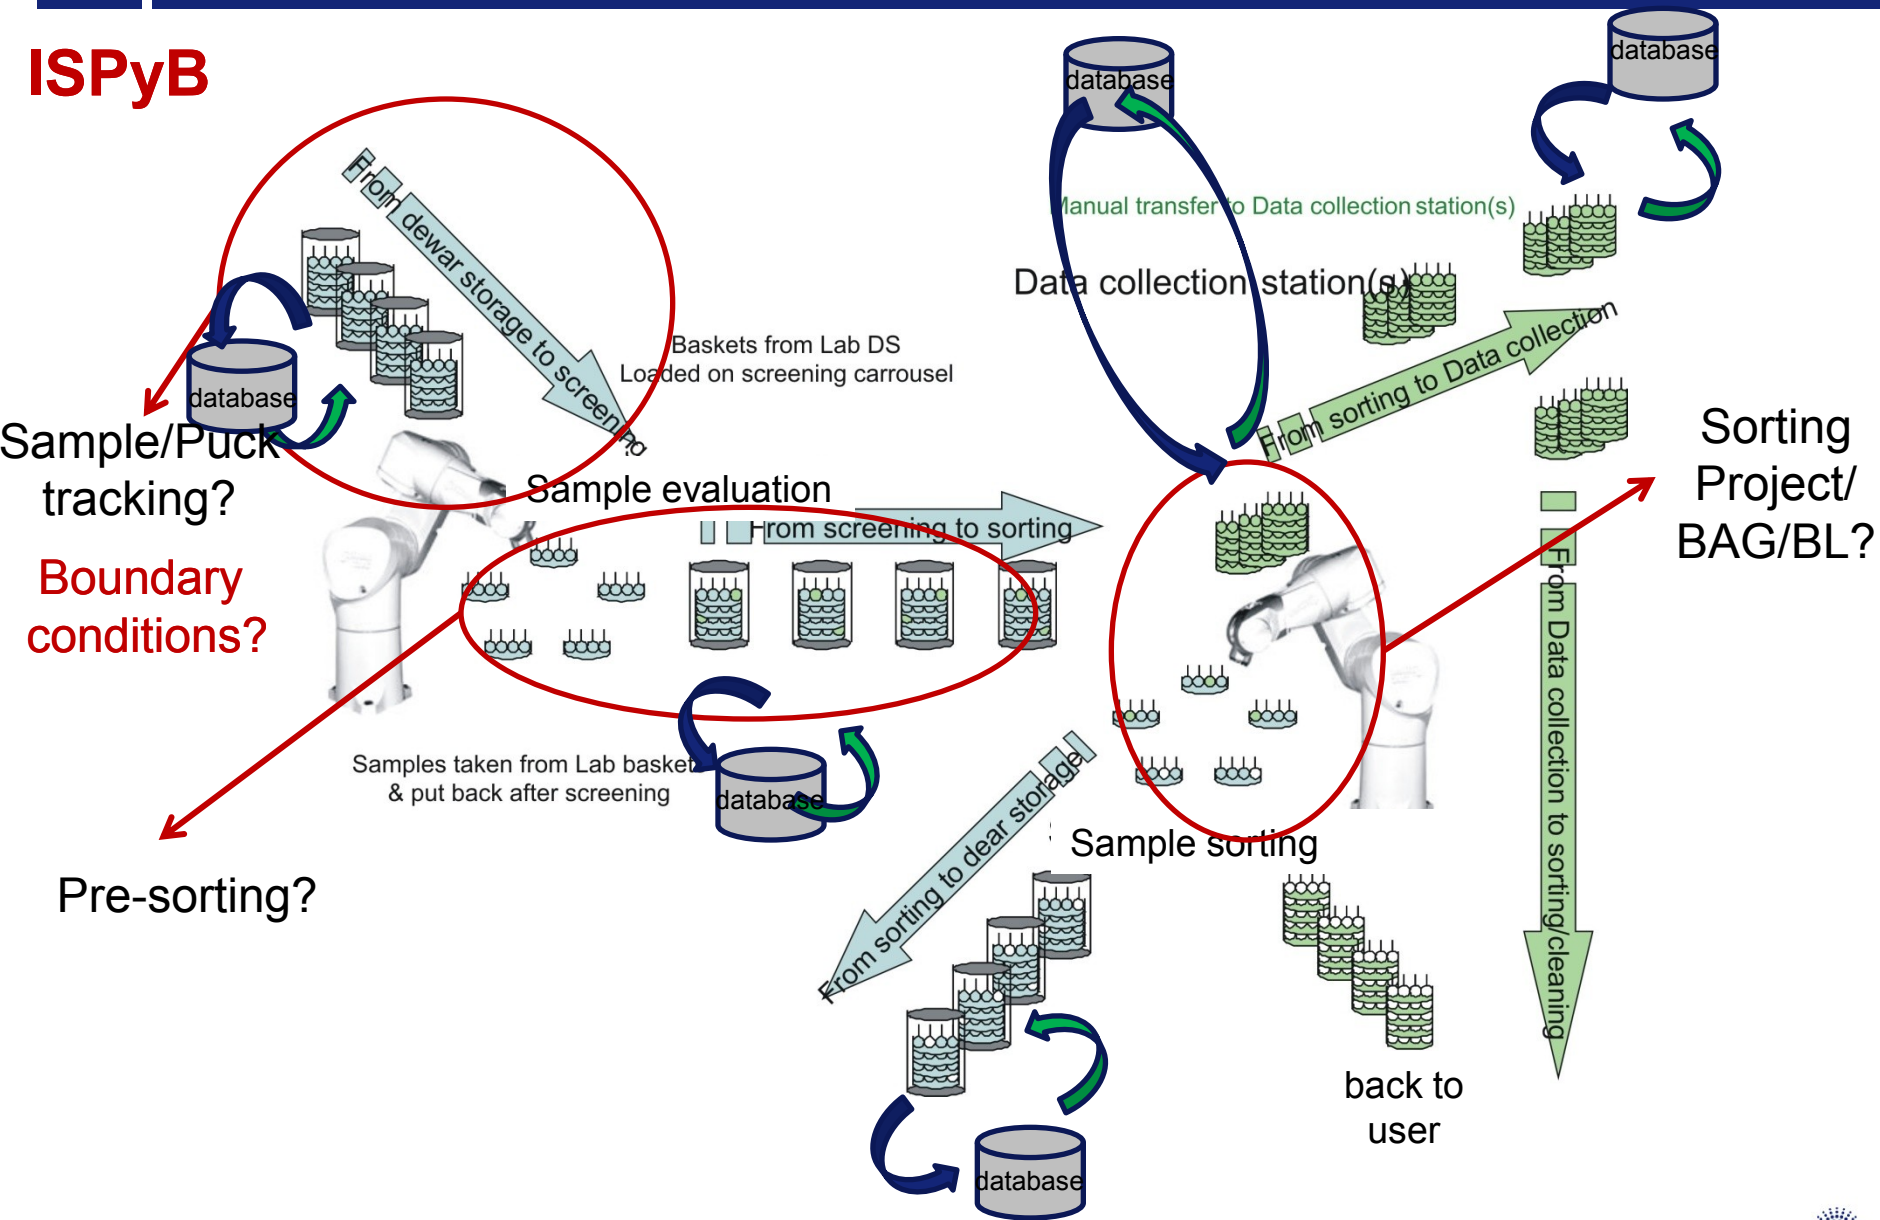 ISPyB
database
database
From dewar storage to screening
Manual transfer to Data collection station(s)
Data collection station(s)
From sorting to Data collection
Baskets from Lab DS
Loaded on screening carrousel
database
Sample/Puck
tracking?
Boundary
conditions?
Sample evaluation
From screening to sorting
Sorting
Project/
BAG/BL?
From Data collection to sorting/cleaning
Samples taken from Lab basket
& put back after screening
database
From sorting to dear storage
Sample sorting
Pre-sorting?
back to
user
database